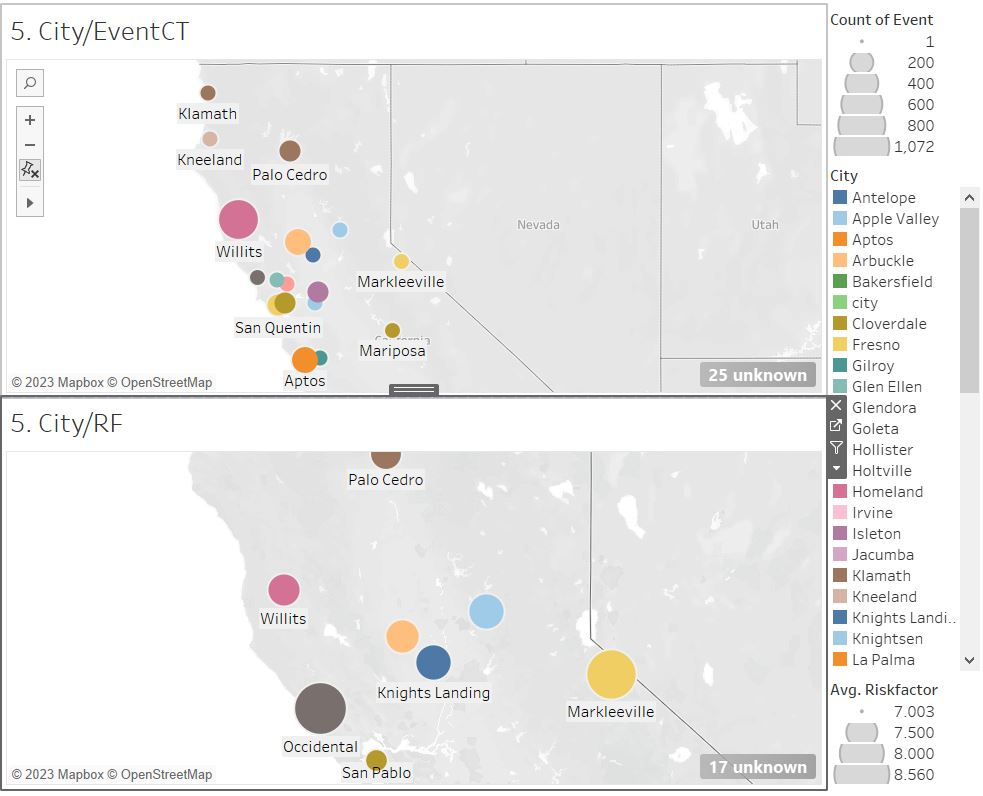 5. City/EventCT
Klamath
Kneeland
Palo Cedro
Willits
Nevada
Utah
Markleeville
San Quentin
California
Mariposa
Aptos
25 unknown
© 2023 Mapbox © OpenStreetMap
5. City/RF
Palo Cedro
Willits
Knights Landing
Markleeville
Occidental
San Pablo
17 unknown
© 2023 Mapbox © OpenStreetMap
Count of Event
1
200
400
600
800
1,072
City
Antelope
Apple Valley
Aptos
Arbuckle
Bakersfield
city
Cloverdale
Fresno
Gilroy
Glen Ellen
Glendora
Goleta
Hollister
Holtville
Homeland
Irvine
Isleton
Jacumba
Klamath
Kneeland
Knights Landi..
Knightsen
La Palma
Avg. Riskfactor
7.003
7.500
8.000
8.560